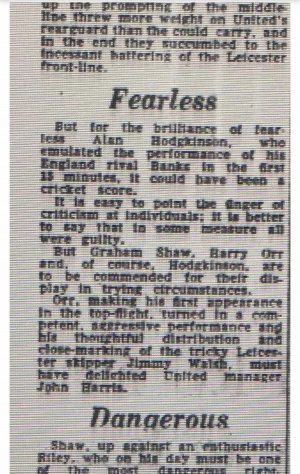 up the prompting of the middle-
line threw more weight on United's
rearguard than the could carry, and
in the end they succumbed to the
incessant battering of the Leicester
front-line.
Fearless
But for the brilliance of fear-
less Alan Hodgkinson, who
emulated the performance of his
England rival Banks in the first
15 minutes, it could have been a
cricket score.
It is easy to point the finger of
criticism at individuals; it is better
to say that in some measure all
were guilty.
But Graham Shaw, Harry Orr
and, of course, Hodgkinson, are
to be commended for their dis-
play in trying circumstances.
Orr, making his first appearance
in the top-flight, turned in a com-
petent, aggressive performance and
his thoughtful distribution and
close-marking of the tricky Leices-
ter skipper Jimmy Walsh, must
have delighted United manager
John Harris.
Dangerous
Shaw, up against an enthusiastic
Riley, who on his day must be one
of the most dangerous right-